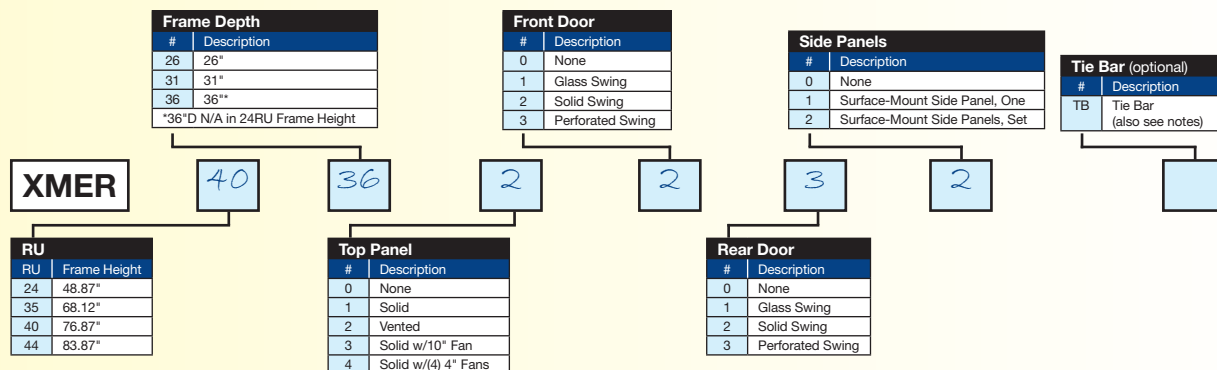 Frame Depth
# Description
26 26"
31 31"
36 36"*
*36"D N/A in 24RU Frame Height
Front Door
# Description
0 None
1 Glass Swing
2 Solid Swing
3 Perforated Swing
Side Panels
# Description
0 None
1 Surface-Mount Side Panel, One
2 Surface-Mount Side Panels, Set
Tie Bar (optional)
# Description
TB Tie Bar
(also see notes)
XMER 40 36 2 2 3 2
RU
RU Frame Height
24 48.87"
35 68.12"
40 76.87"
44 83.87"
Top Panel
# Description
0 None
1 Solid
2 Vented
3 Solid w/10" Fan
4 Solid w/(4) 4" Fans
Rear Door
# Description
0 None
1 Glass Swing
2 Solid Swing
3 Perforated Swing